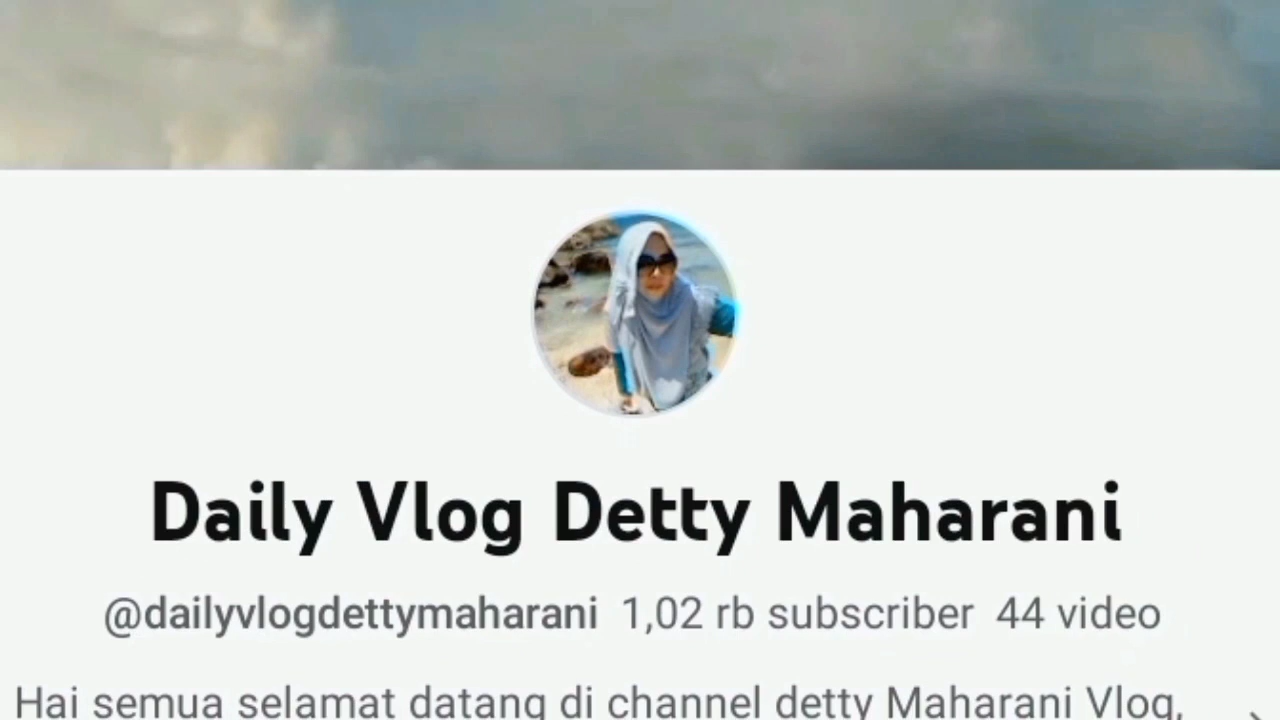 Daily Vlog Detty Maharani
@dailyvlogdettymaharani 1,02 rb subscriber 44 video
Hai semua selamat datang di channel detty Maharani Vlog,